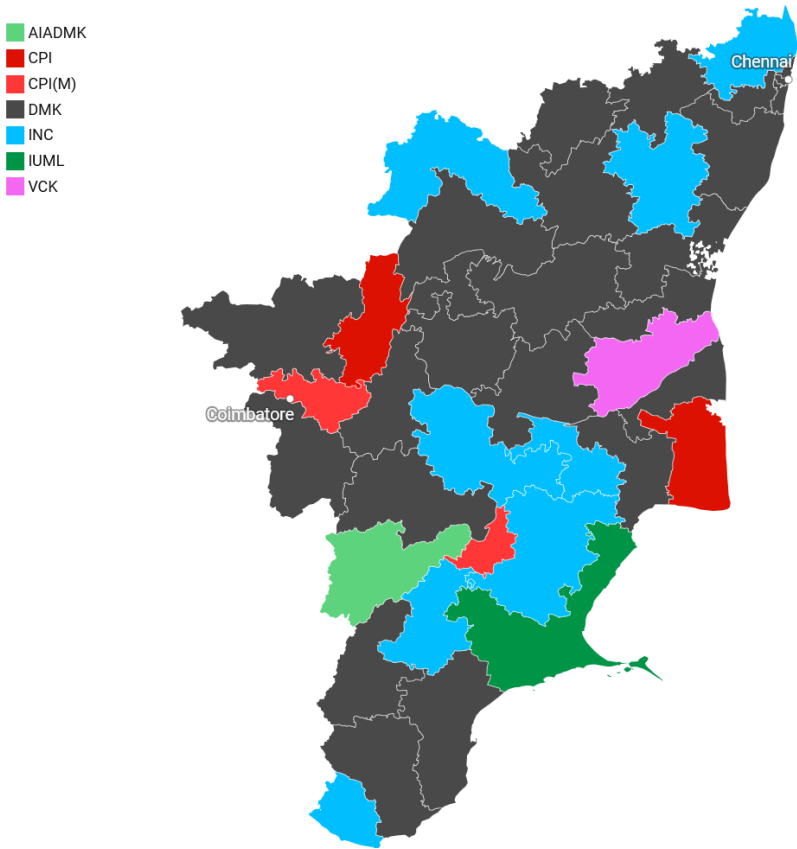 AIADMK
CPI
CPI(M)
DMK
INC
IUML
VCK
Chennai
Coimbatore